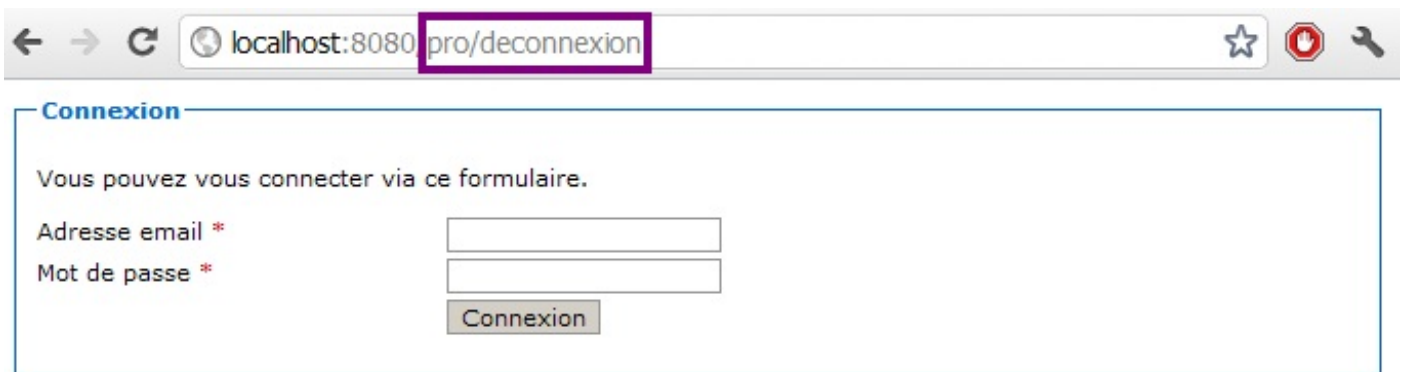 localhost:8080/pro/deconnexion
Connexion
Vous pouvez vous connecter via ce formulaire.
Adresse email *
Mot de passe *
Connexion